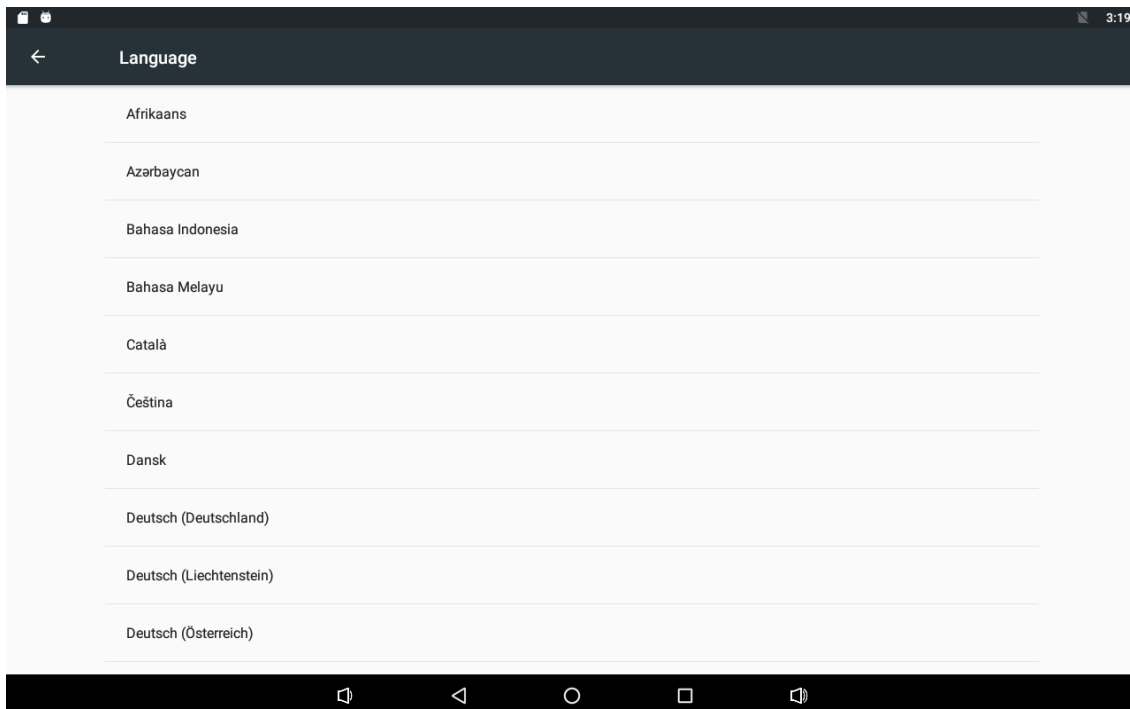 3:19
Language
Afrikaans
Azərbaycan
Bahasa Indonesia
Bahasa Melayu
Català
Čeština
Dansk
Deutsch (Deutschland)
Deutsch (Liechtenstein)
Deutsch (Österreich)